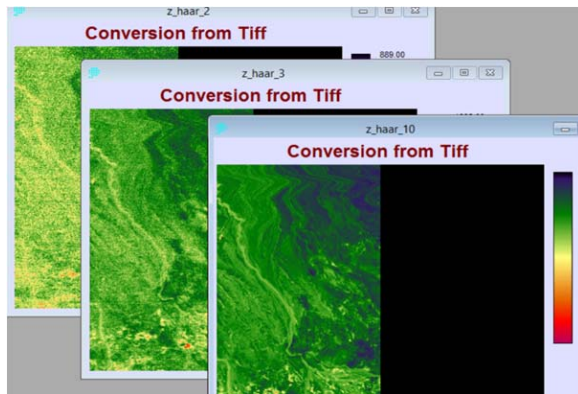 z_haar_2
Conversion from Tiff
889.00
z_haar_3
Conversion from Tiff
z_haar_10
Conversion from Tiff